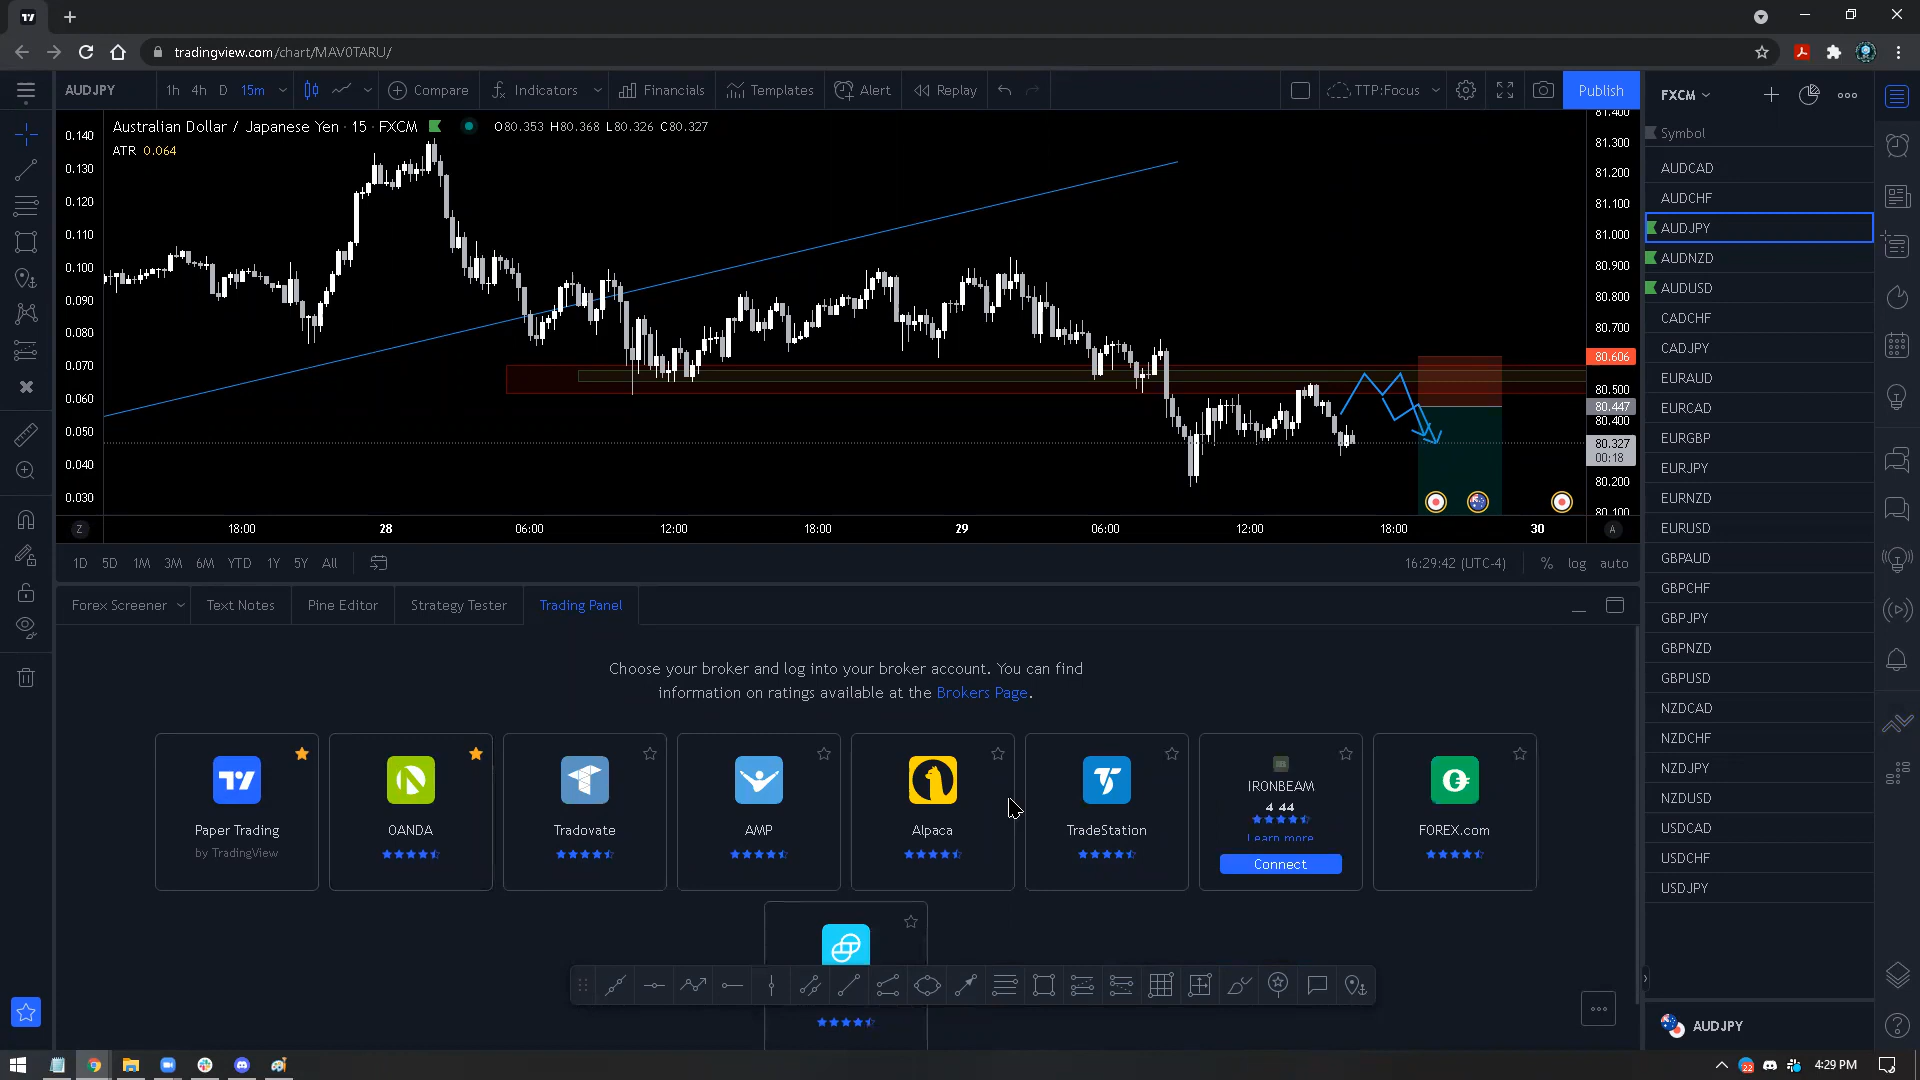 tradingview.com/chart/MAV0TARU/
AUDJPY 1h 4h D 15m Compare Indicators Financials Templates Alert Replay TTP:Focus Publish
FXCM
Australian Dollar / Japanese Yen · 15 · FXCM O80.353 H80.368 L80.326 C80.327
ATR 0.064
0.140
0.130
0.120
0.110
0.100
0.090
0.080
0.070
0.060
0.050
0.040
0.030
81.400
81.300
81.200
81.100
81.000
80.900
80.800
80.700
80.606
80.500
80.447
80.400
80.327
00:18
80.200
80.100
Z 18:00 28 06:00 12:00 18:00 29 06:00 12:00 18:00 30 A
1D 5D 1M 3M 6M YTD 1Y 5Y All 16:29:42 (UTC-4) % log auto
Forex Screener Text Notes Pine Editor Strategy Tester Trading Panel
Choose your broker and log into your broker account. You can find
information on ratings available at the Brokers Page.
Paper Trading
by TradingView
OANDA
Tradovate
AMP
Alpaca
TradeStation
IRONBEAM
4.44
Learn more
Connect
FOREX.com
Symbol
AUDCAD
AUDCHF
AUDJPY
AUDNZD
AUDUSD
CADCHF
CADJPY
EURAUD
EURCAD
EURGBP
EURJPY
EURNZD
EURUSD
GBPAUD
GBPCHF
GBPJPY
GBPNZD
GBPUSD
NZDCAD
NZDCHF
NZDJPY
NZDUSD
USDCAD
USDCHF
USDJPY
AUDJPY
22
4:29 PM